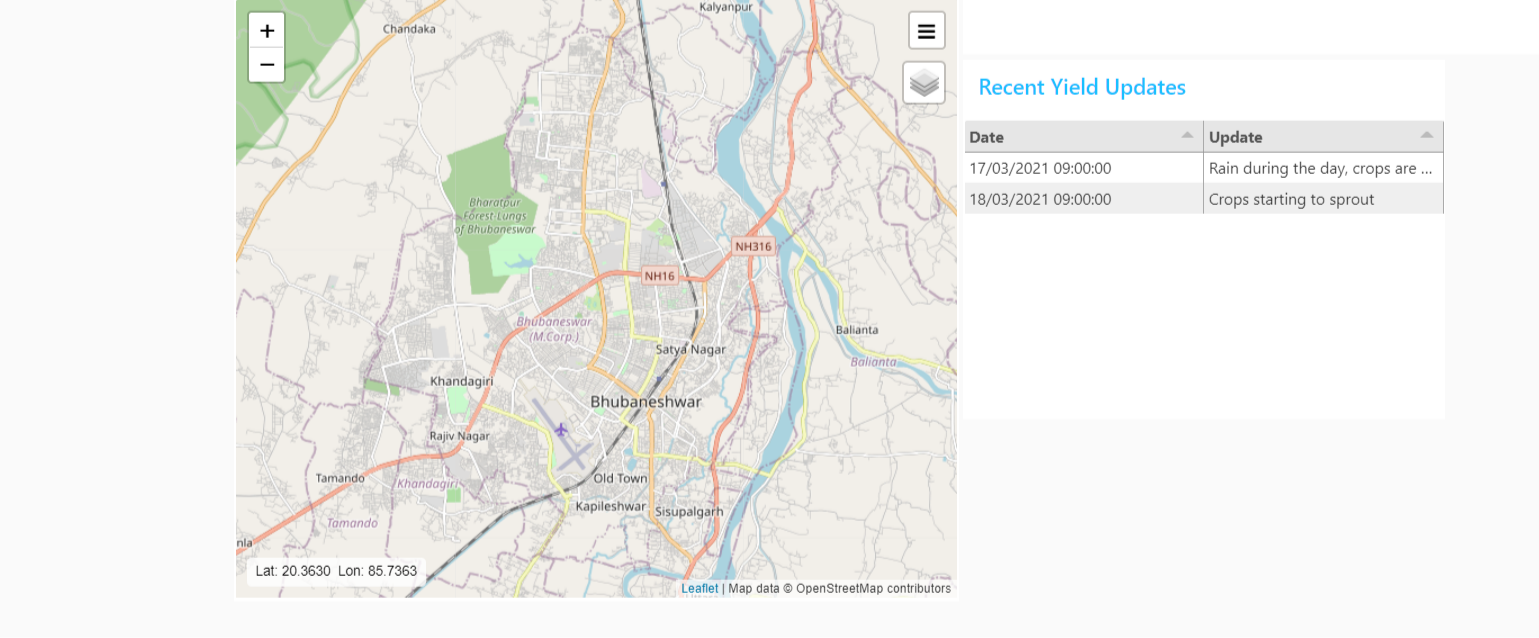 Kalyanpur
+
Chandaka
−
Recent Yield Updates
Date Update
17/03/2021 09:00:00 Rain during the day, crops are ...
18/03/2021 09:00:00 Crops starting to sprout
Bharatpur
Forest-Lungs
of Bhubaneswar
NH316
NH16
Bhubaneswar
(M.Corp.)
Balianta
Satya Nagar
Balianta
Khandagiri
Bhubaneshwar
Rajiv Nagar
Tamando
Khandagiri
Old Town
Kapileshwar
Sisupalgarh
Tamando
nla
Lat: 20.3630 Lon: 85.7363
Leaflet | Map data © OpenStreetMap contributors